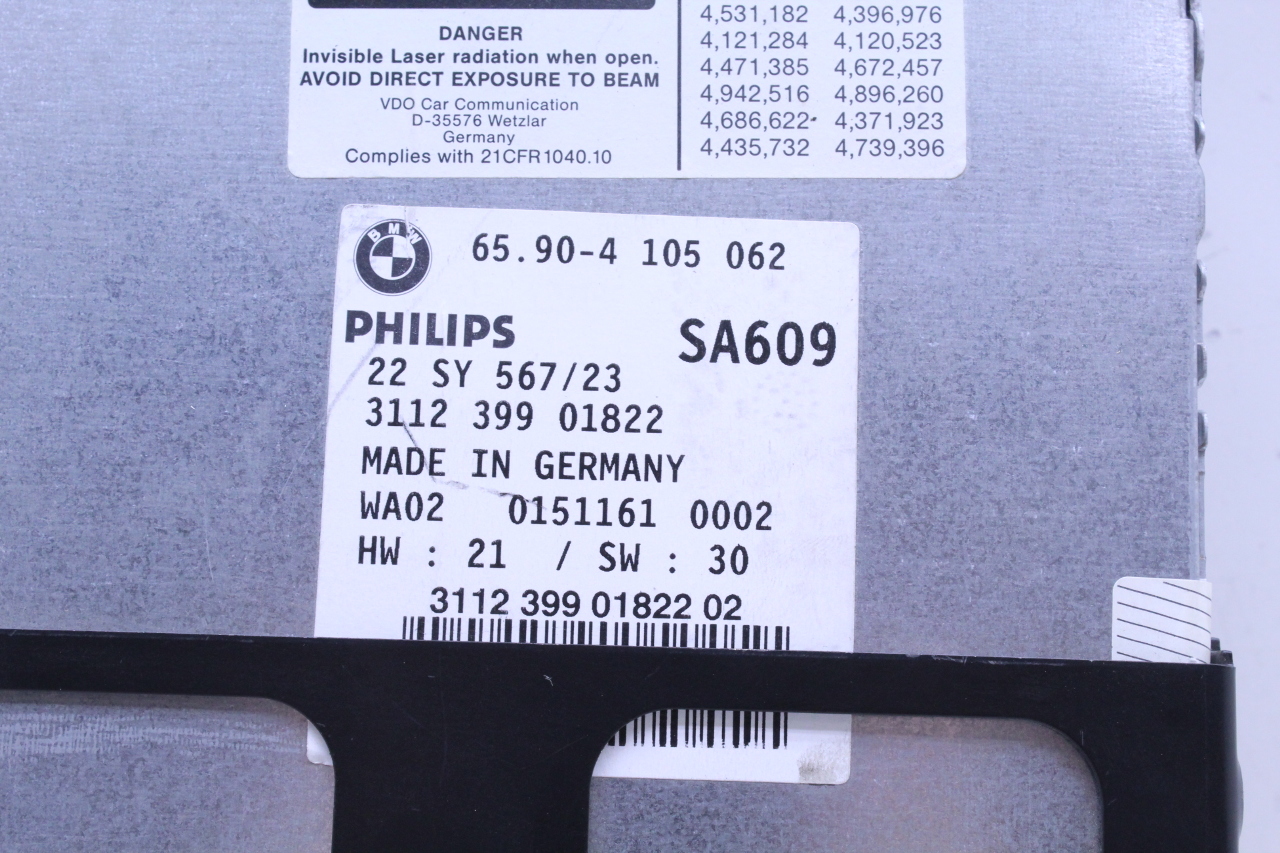 DANGER
Invisible Laser radiation when open.
AVOID DIRECT EXPOSURE TO BEAM
VDO Car Communication
D-35576 Wetzlar
Germany
Complies with 21CFR1040.10
4,531,182 4,396,976
4,121,284 4,120,523
4,471,385 4,672,457
4,942,516 4,896,260
4,686,622 4,371,923
4,435,732 4,739,396
BMW
65.90-4 105 062
PHILIPS SA609
22 SY 567/23
3112 399 01822
MADE IN GERMANY
WA02 0151161 0002
HW : 21 / SW : 30
3112 399 01822 02